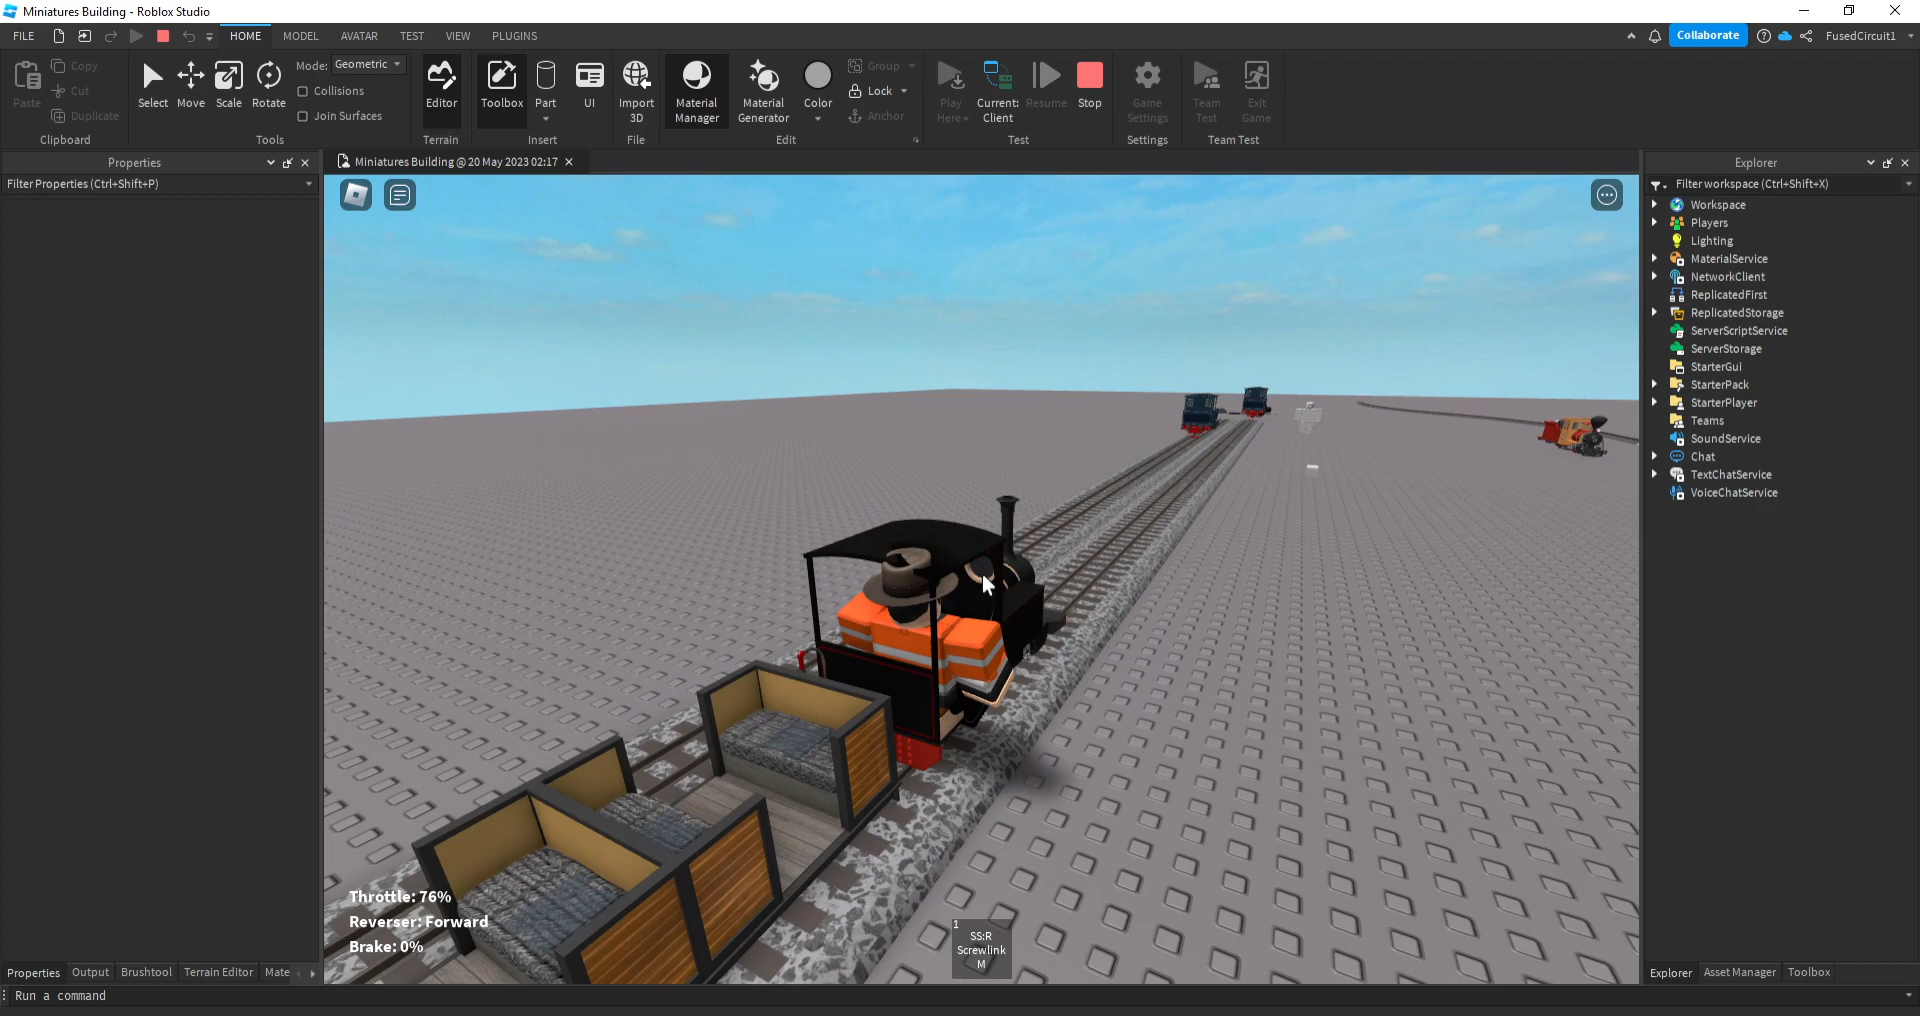 Miniatures Building - Roblox Studio
FILE
HOME
MODEL
AVATAR
TEST
VIEW
PLUGINS
Collaborate
FusedCircuit1
Paste
Copy
Cut
Duplicate
Clipboard
Select
Move
Scale
Rotate
Mode:
Geometric
Collisions
Join Surfaces
Tools
Editor
Terrain
Toolbox
Part
UI
Insert
Import
3D
File
Material
Manager
Material
Generator
Color
Group
Lock
Anchor
Edit
Play
Here
Current:
Client
Resume
Stop
Test
Game
Settings
Settings
Team
Test
Exit
Game
Team Test
Properties
Filter Properties (Ctrl+Shift+P)
Miniatures Building @ 20 May 2023 02:17
Throttle: 76%
Reverser: Forward
Brake: 0%
1
SS:R
Screwlink
M
Explorer
Filter workspace (Ctrl+Shift+X)
Workspace
Players
Lighting
MaterialService
NetworkClient
ReplicatedFirst
ReplicatedStorage
ServerScriptService
ServerStorage
StarterGui
StarterPack
StarterPlayer
Teams
SoundService
Chat
TextChatService
VoiceChatService
Properties
Output
Brushtool
Terrain Editor
Mate
Explorer
Asset Manager
Toolbox
Run a command